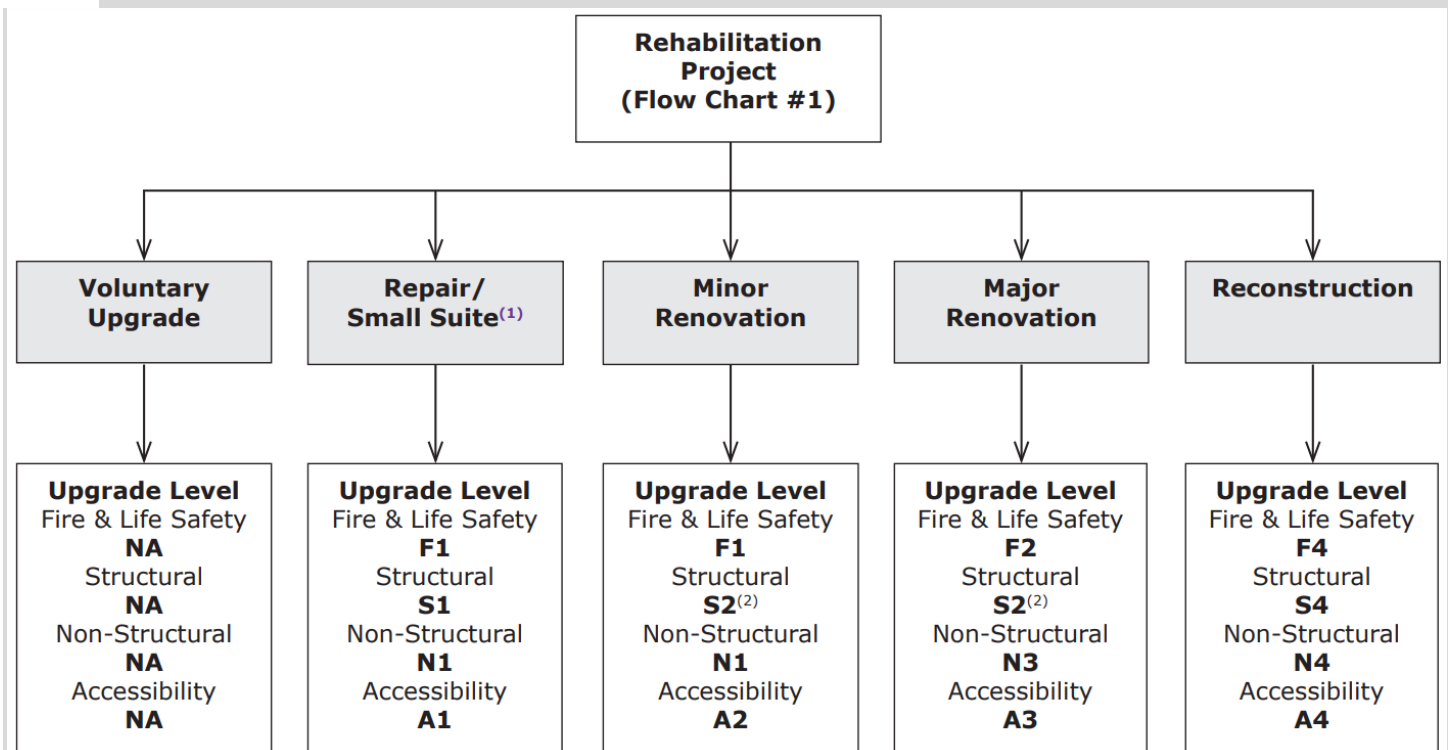 Rehabilitation
Project
(Flow Chart #1)
Voluntary
Upgrade
Repair/
Small Suite(1)
Minor
Renovation
Major
Renovation
Reconstruction
Upgrade Level
Fire & Life Safety
NA
Structural
NA
Non-Structural
NA
Accessibility
NA
Upgrade Level
Fire & Life Safety
F1
Structural
S1
Non-Structural
N1
Accessibility
A1
Upgrade Level
Fire & Life Safety
F1
Structural
S2(2)
Non-Structural
N1
Accessibility
A2
Upgrade Level
Fire & Life Safety
F2
Structural
S2(2)
Non-Structural
N3
Accessibility
A3
Upgrade Level
Fire & Life Safety
F4
Structural
S4
Non-Structural
N4
Accessibility
A4